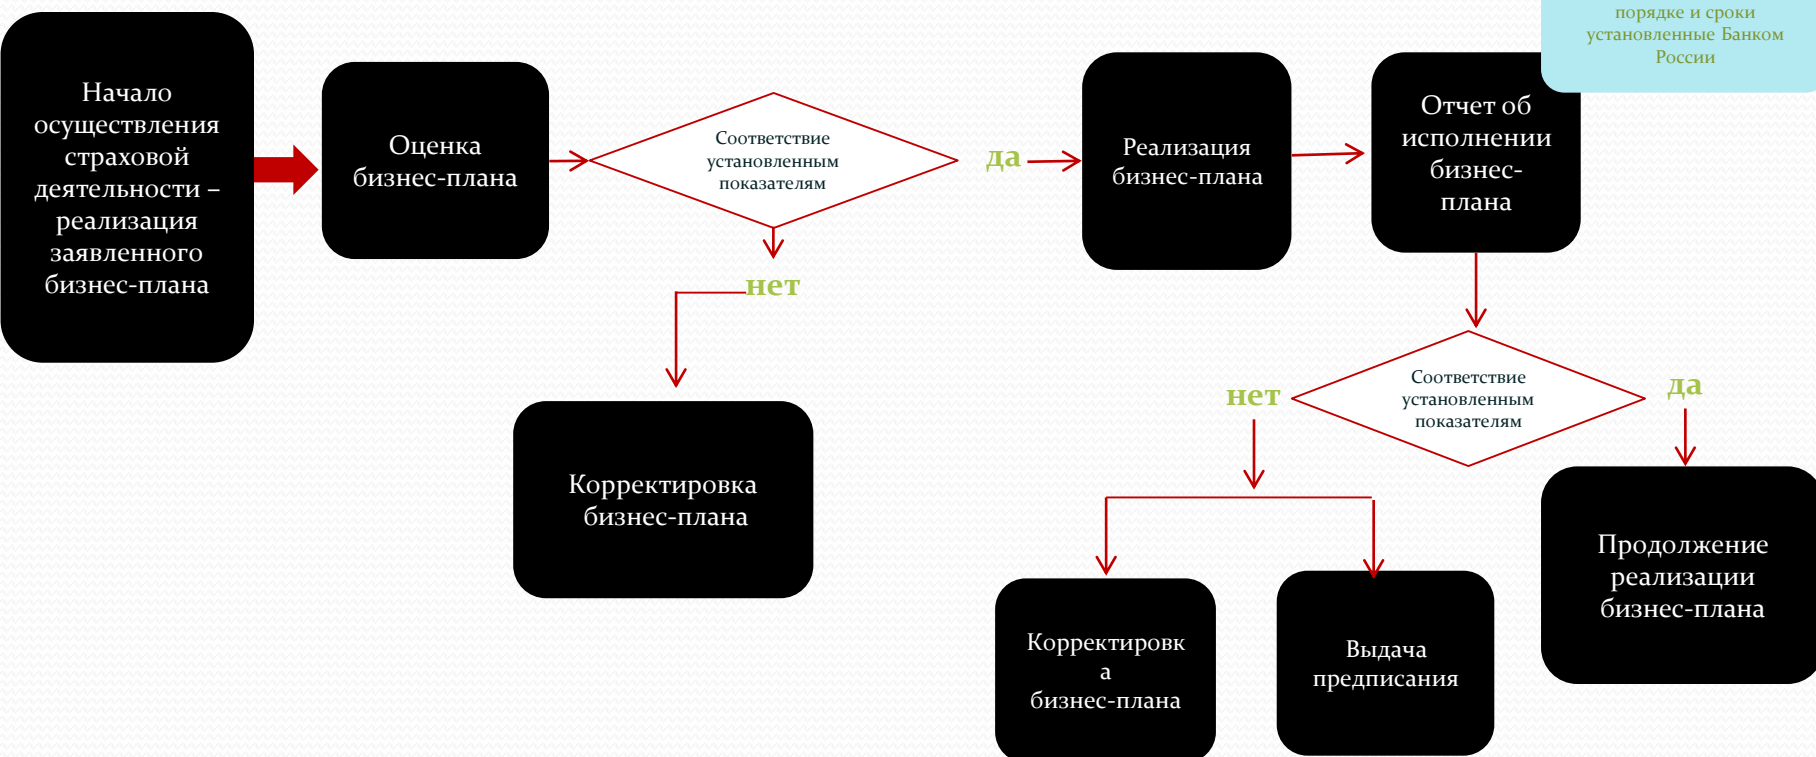 порядке и сроки
установленные Банком
России
Начало
осуществления
страховой
деятельности –
реализация
заявленного
бизнес-плана
Оценка
бизнес-плана
Соответствие
установленным
показателям
да
нет
Корректировка
бизнес-плана
Реализация
бизнес-плана
Отчет об
исполнении
бизнес-
плана
Соответствие
установленным
показателям
нет
да
Корректировк
а
бизнес-плана
Выдача
предписания
Продолжение
реализации
бизнес-плана